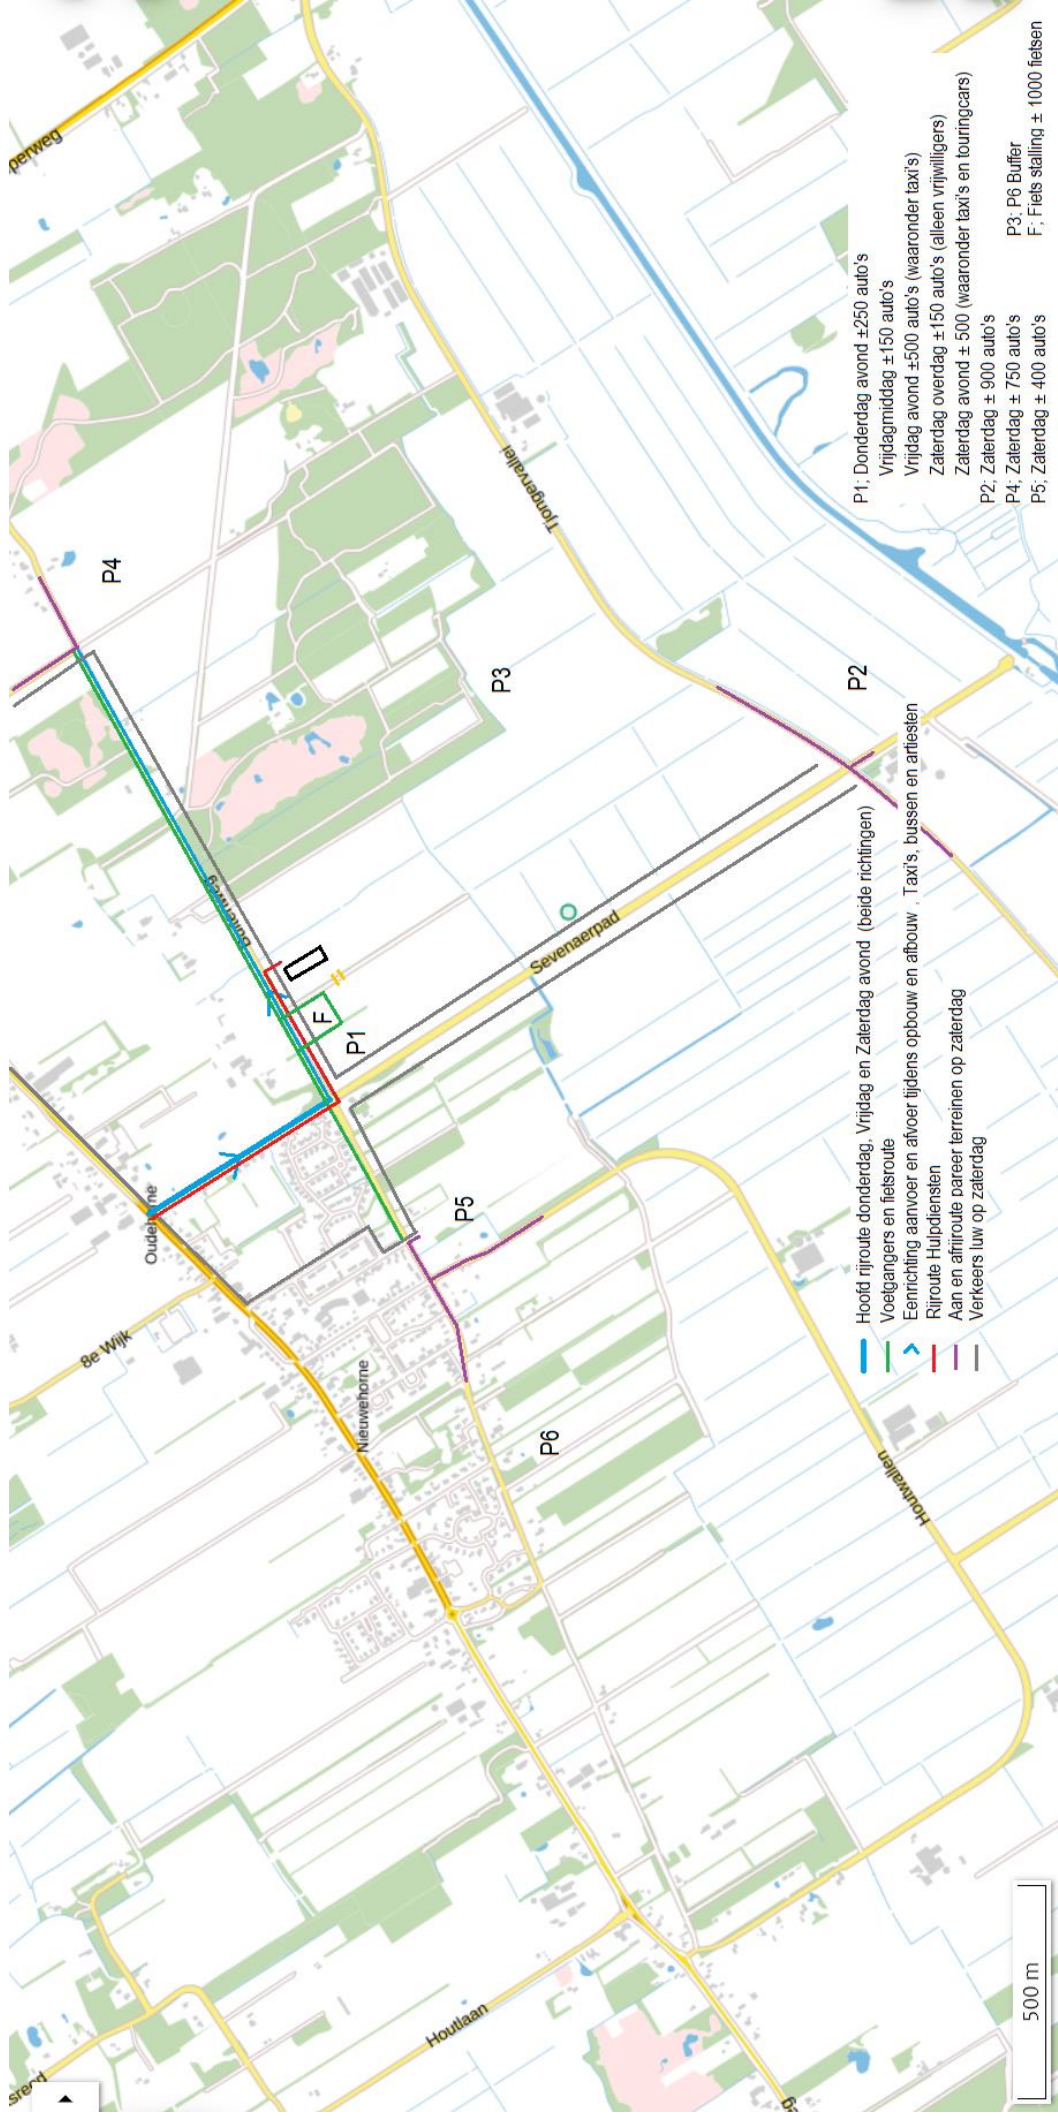 perweg
P4
Buitenweg
P3
Tjongervallei
P2
Sevenaerpad
F
P1
Oudehorne
8e Wijk
P5
Nieuwehorne
P6
Houtwallen
Houtlaan
sreed
eg
500 m
P1; Donderdag avond ±250 auto's
Vrijdagmiddag ±150 auto's
Vrijdag avond ±500 auto's (waaronder taxi's)
Zaterdag overdag ±150 auto's (alleen vrijwilligers)
Zaterdag avond ± 500 (waaronder taxi's en touringcars)
P2; Zaterdag ± 900 auto's
P4; Zaterdag ± 750 auto's
P5; Zaterdag ± 400 auto's
P3; P6 Buffer
F; Fiets stalling ± 1000 fietsen
Hoofd rijroute donderdag, Vrijdag en Zaterdag avond (beide richtingen)
Voetgangers en fietsroute
Eenrichting aanvoer en afvoer tijdens opbouw en afbouw , Taxi's, bussen en artiesten
Rijroute Hulpdiensten
Aan en afrijroute pareer terreinen op zaterdag
Verkeers luw op zaterdag